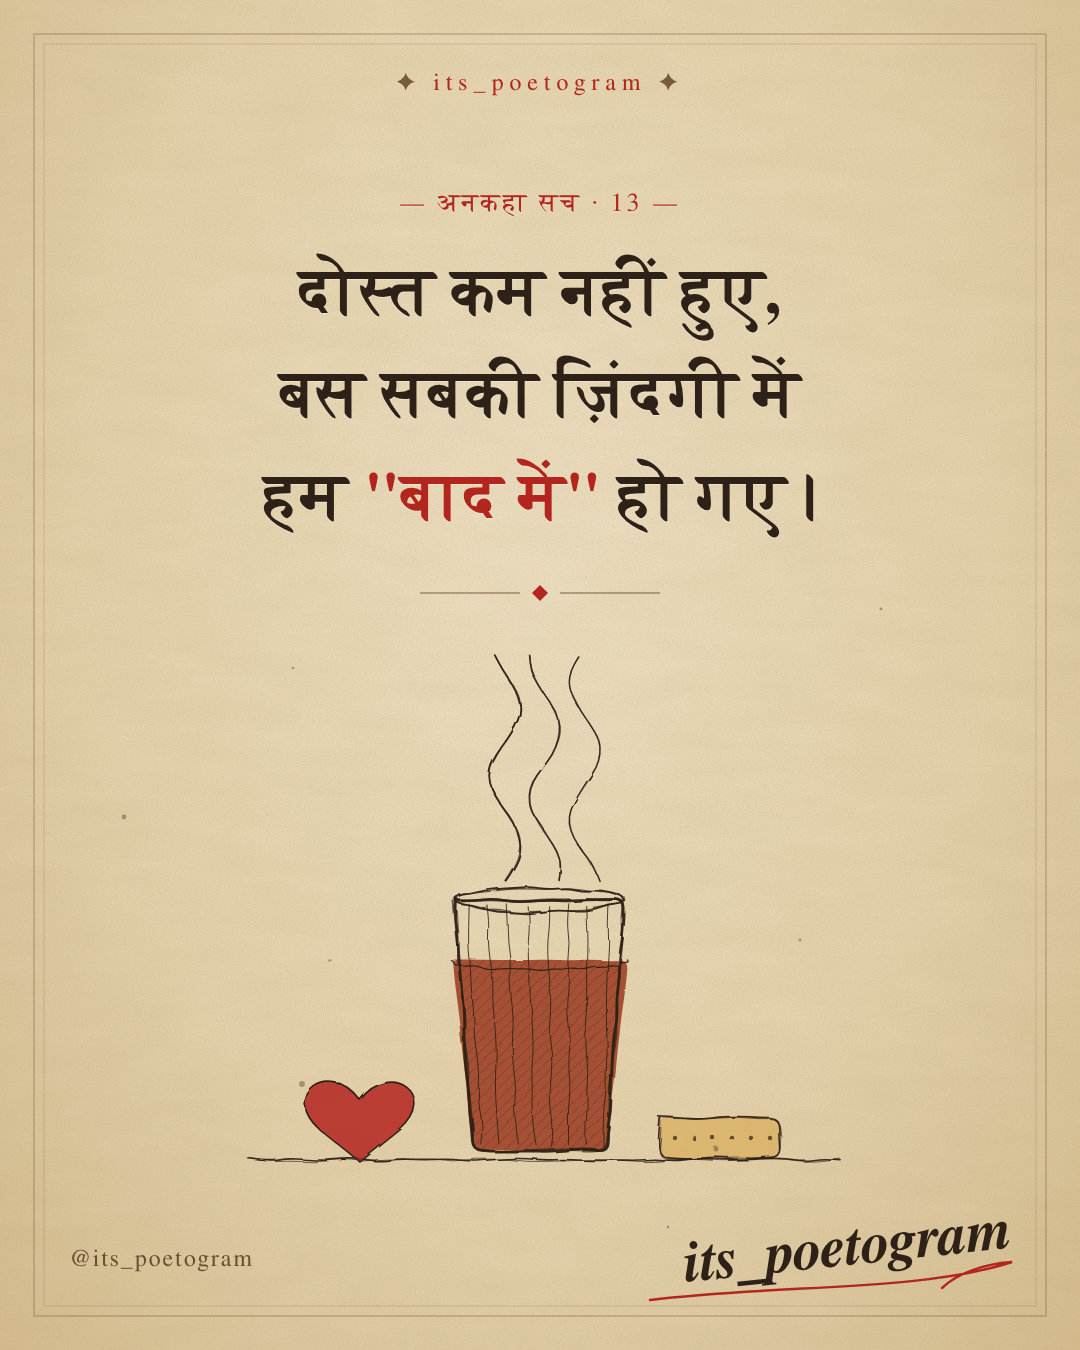 ✦ its_poetogram ✦
— अनकहा सच · 13 —
दोस्त कम नहीं हुए,
बस सबकी ज़िंदगी में
हम "बाद में" हो गए।
@its_poetogram
its_poetogram